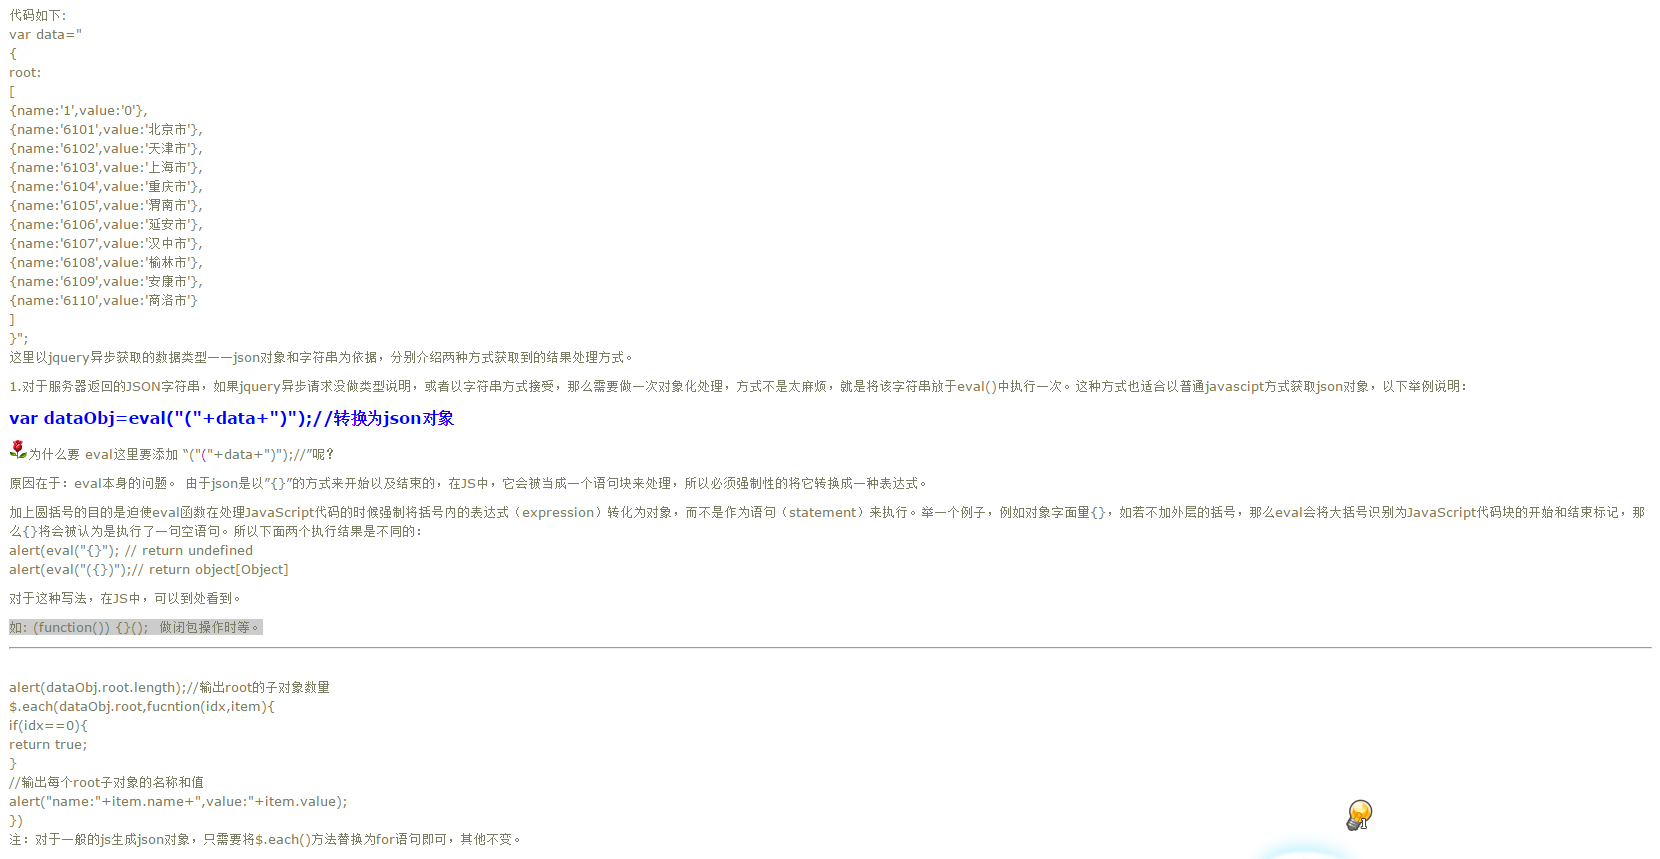 代码如下:
var data="
{
root:
[
{name:'1',value:'0'},
{name:'6101',value:'北京市'},
{name:'6102',value:'天津市'},
{name:'6103',value:'上海市'},
{name:'6104',value:'重庆市'},
{name:'6105',value:'渭南市'},
{name:'6106',value:'延安市'},
{name:'6107',value:'汉中市'},
{name:'6108',value:'榆林市'},
{name:'6109',value:'安康市'},
{name:'6110',value:'商洛市'}
]
}";
这里以jquery异步获取的数据类型——json对象和字符串为依据，分别介绍两种方式获取到的结果处理方式。
1.对于服务器返回的JSON字符串，如果jquery异步请求没做类型说明，或者以字符串方式接受，那么需要做一次对象化处理，方式不是太麻烦，就是将该字符串放于eval()中执行一次。这种方式也适合以普通javascipt方式获取json对象，以下举例说明：
var dataObj=eval("("+data+")");//转换为json对象
为什么要 eval这里要添加 “("("+data+")");//”呢？
原因在于：eval本身的问题。 由于json是以”{}”的方式来开始以及结束的，在JS中，它会被当成一个语句块来处理，所以必须强制性的将它转换成一种表达式。
加上圆括号的目的是迫使eval函数在处理JavaScript代码的时候强制将括号内的表达式（expression）转化为对象，而不是作为语句（statement）来执行。举一个例子，例如对象字面量{}，如若不加外层的括号，那么eval会将大括号识别为JavaScript代码块的开始和结束标记，那
么{}将会被认为是执行了一句空语句。所以下面两个执行结果是不同的：
alert(eval("{}"); // return undefined
alert(eval("({})");// return object[Object]
对于这种写法，在JS中，可以到处看到。
如: (function()) {}(); 做闭包操作时等。
alert(dataObj.root.length);//输出root的子对象数量
$.each(dataObj.root,fucntion(idx,item){
if(idx==0){
return true;
}
//输出每个root子对象的名称和值
alert("name:"+item.name+",value:"+item.value);
})
注：对于一般的js生成json对象，只需要将$.each()方法替换为for语句即可，其他不变。